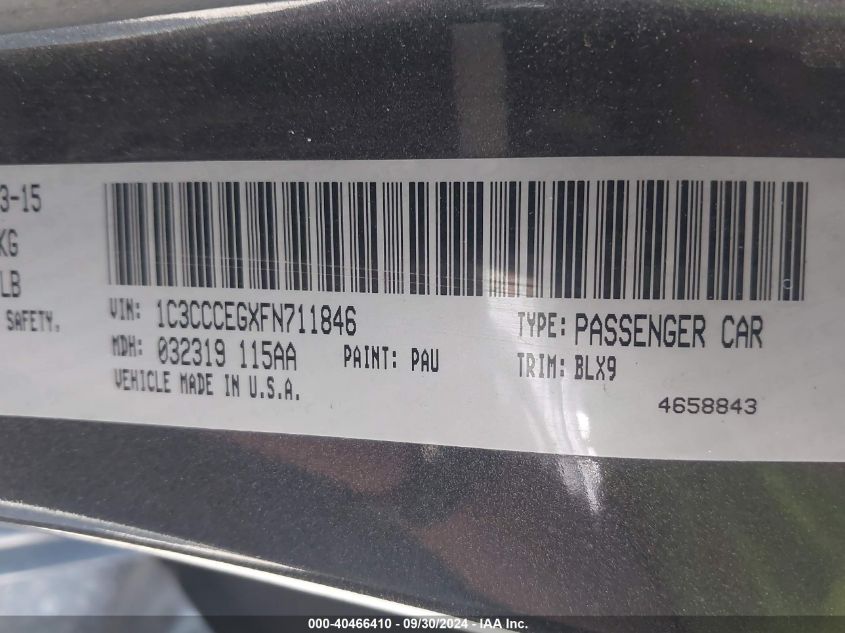 3-15
KG
LB
SAFETY.
VIN: 1C3CCCEGXFN711846
TYPE: PASSENGER CAR
MDH: 032319 115AA
PAINT: PAU
TRIM: BLX9
VEHICLE MADE IN U.S.A.
4658843
000-40466410 - 09/30/2024 - IAA Inc.